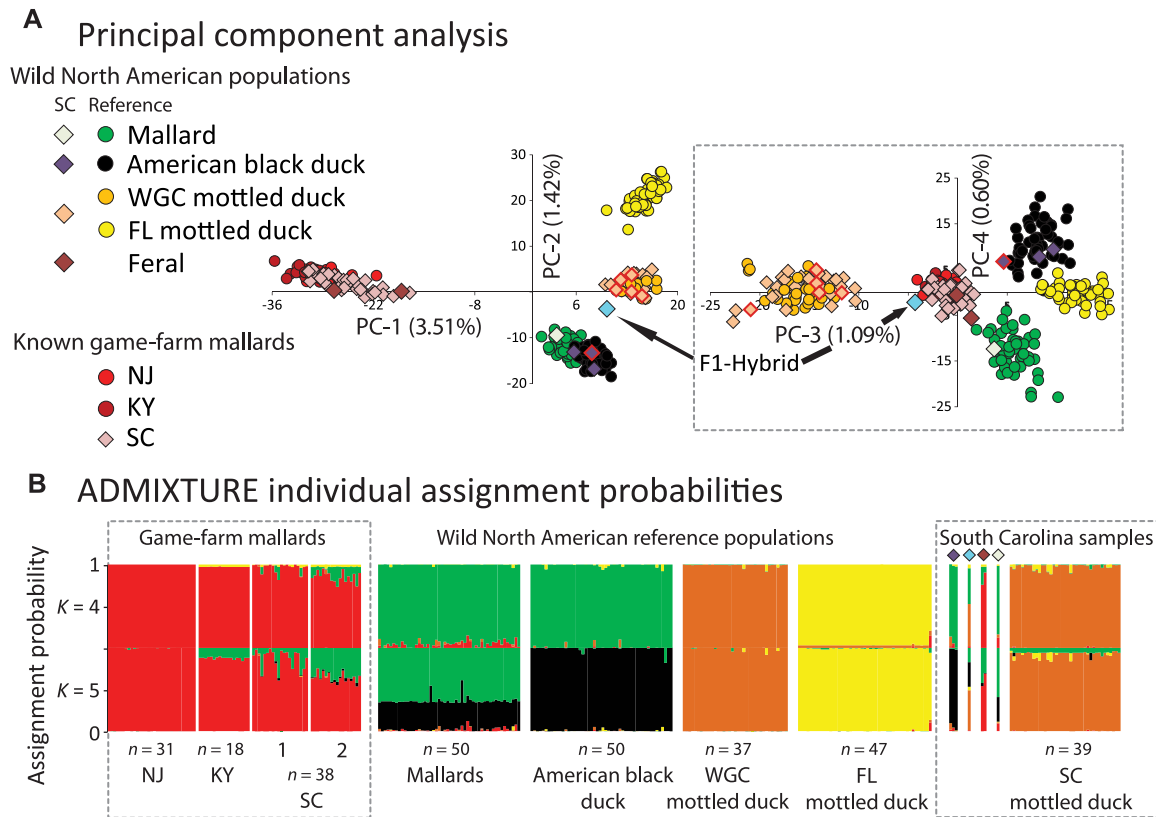 A Principal component analysis
Wild North American populations
SC Reference
Mallard
American black duck
WGC mottled duck
FL mottled duck
Feral
Known game-farm mallards
NJ
KY
SC
30
20
10
-10
-20
PC-2 (1.42%)
-36
-22
-8
6
20
PC-1 (3.51%)
25
15
5
-5
-15
-25
PC-4 (0.60%)
-25
-10
5
PC-3 (1.09%)
F1-Hybrid
B ADMIXTURE individual assignment probabilities
Game-farm mallards
Wild North American reference populations
South Carolina samples
Assignment probability
1
K = 4
K = 5
0
n = 31
n = 18
1
2
n = 50
n = 50
n = 37
n = 47
n = 39
NJ
KY
n = 38
SC
Mallards
American black
duck
WGC
mottled duck
FL
mottled duck
SC
mottled duck